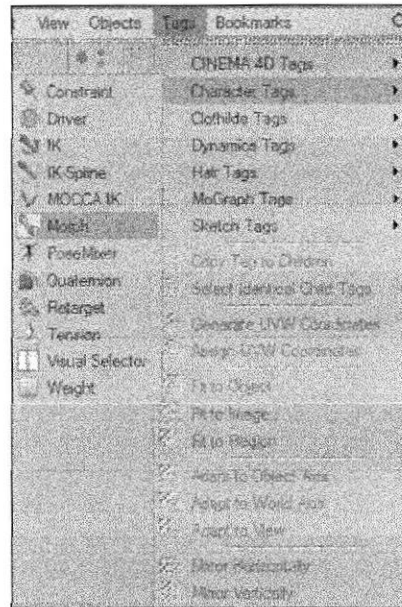 View Objects Tags Bookmarks
CINEMA 4D Tags
Constraint
Driver
IK
IK-Spline
MOCCA IK
Morph
PoseMixer
Quaternion
Retarget
Tension
Visual Selector
Weight
Character Tags
Clothilde Tags
Dynamics Tags
Hair Tags
MoGraph Tags
Sketch Tags
Copy Tag to Children
Select Identical Child Tags
Generate UVW Coordinates
Assign UVW Coordinates
Fit to Object
Fit to Image
Fit to Region
Adapt To Object Axis
Adapt to World Axis
Adapt to View
Mirror Horizontally
Mirror Vertically